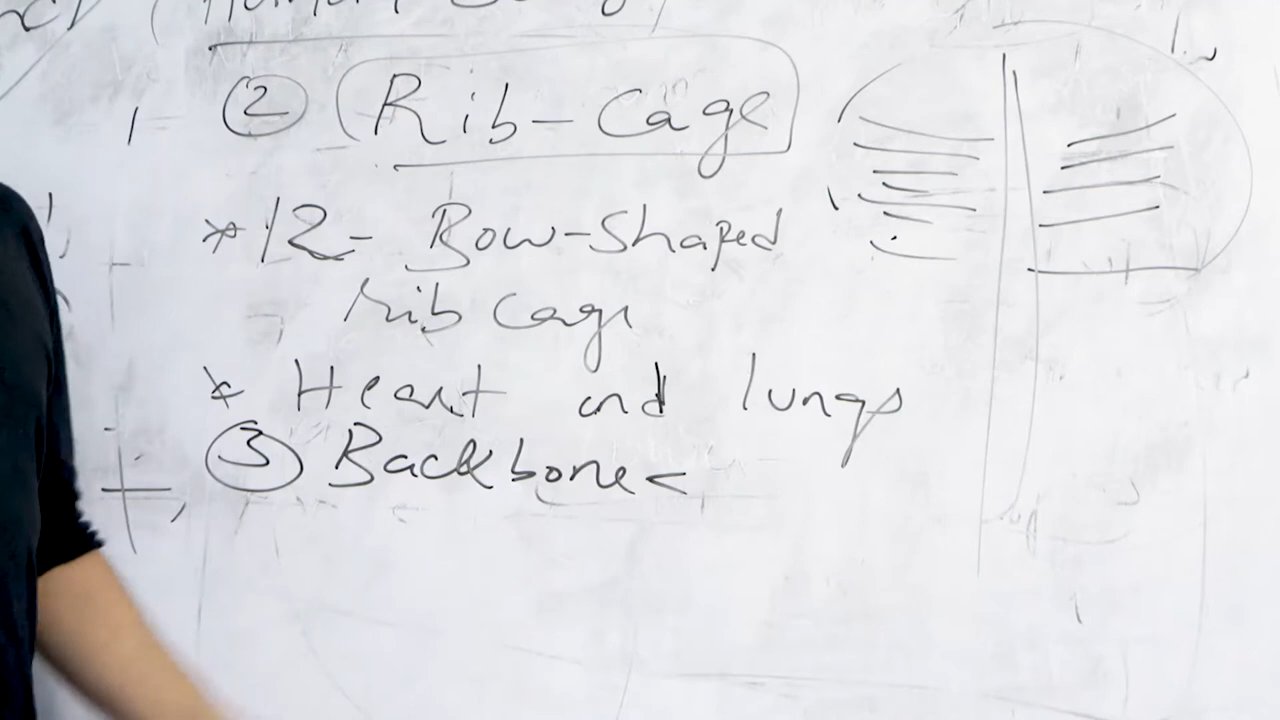 ② Rib-Cage
* 12- Bow-Shaped
rib cage
* Heart and lungs
③ Backbone